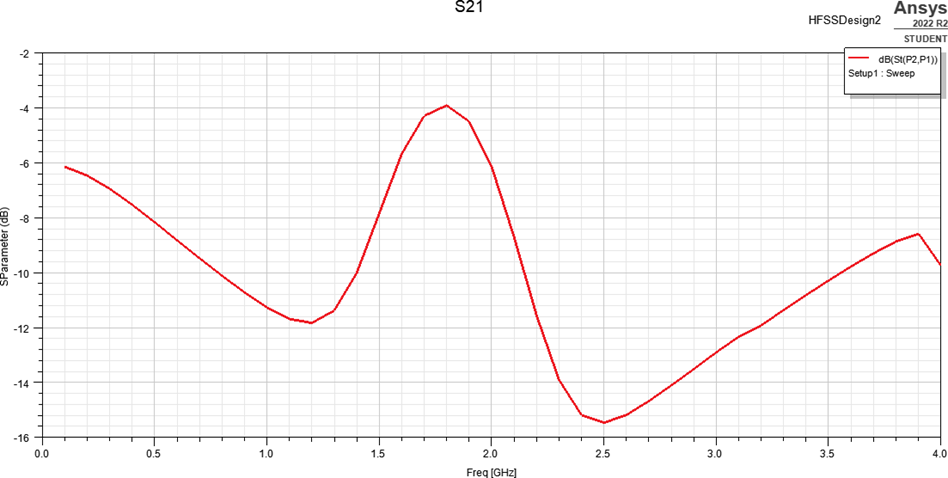 S21
Ansys
HFSSDesign2
2022 R2
STUDENT
dB(St(P2,P1))
Setup1 : Sweep
SParameter (dB)
-2
-4
-6
-8
-10
-12
-14
-16
0.0 0.5 1.0 1.5 2.0 2.5 3.0 3.5 4.0
Freq [GHz]